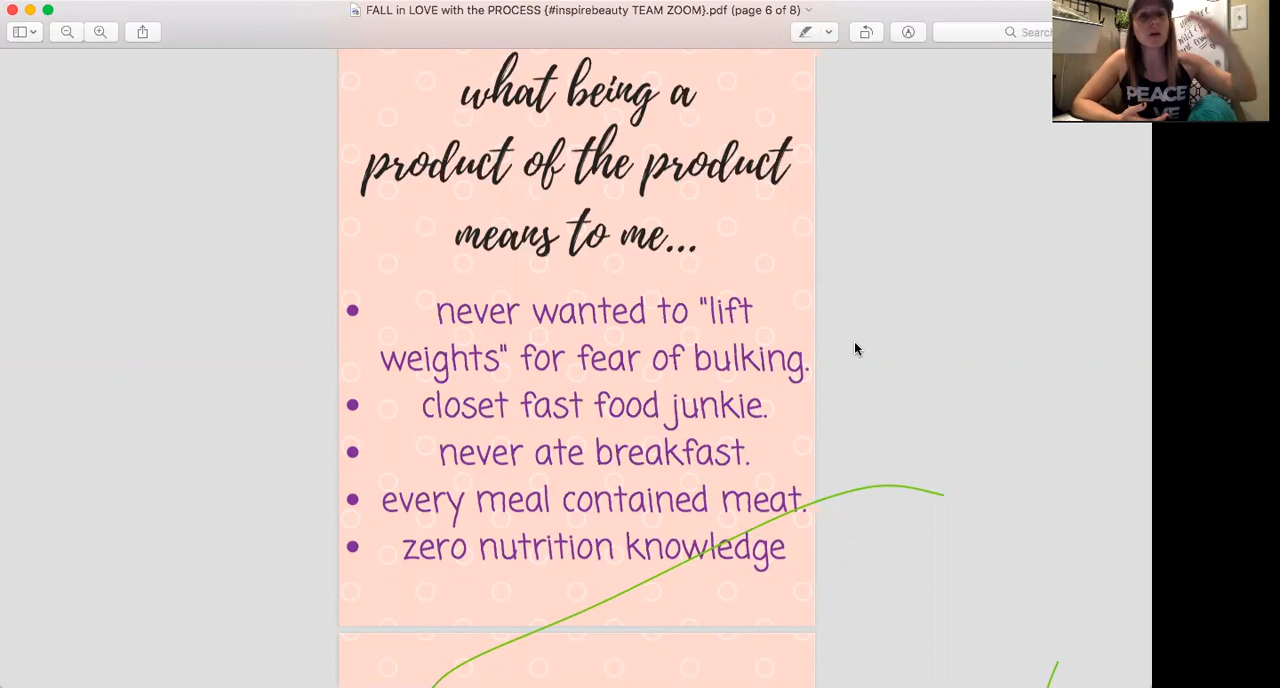 FALL in LOVE with the PROCESS {#inspirebeauty TEAM ZOOM}.pdf (page 6 of 8)
Search
PEACE
what being a
product of the product
means to me...
• never wanted to "lift
weights" for fear of bulking.
• closet fast food junkie.
• never ate breakfast.
• every meal contained meat.
• zero nutrition knowledge